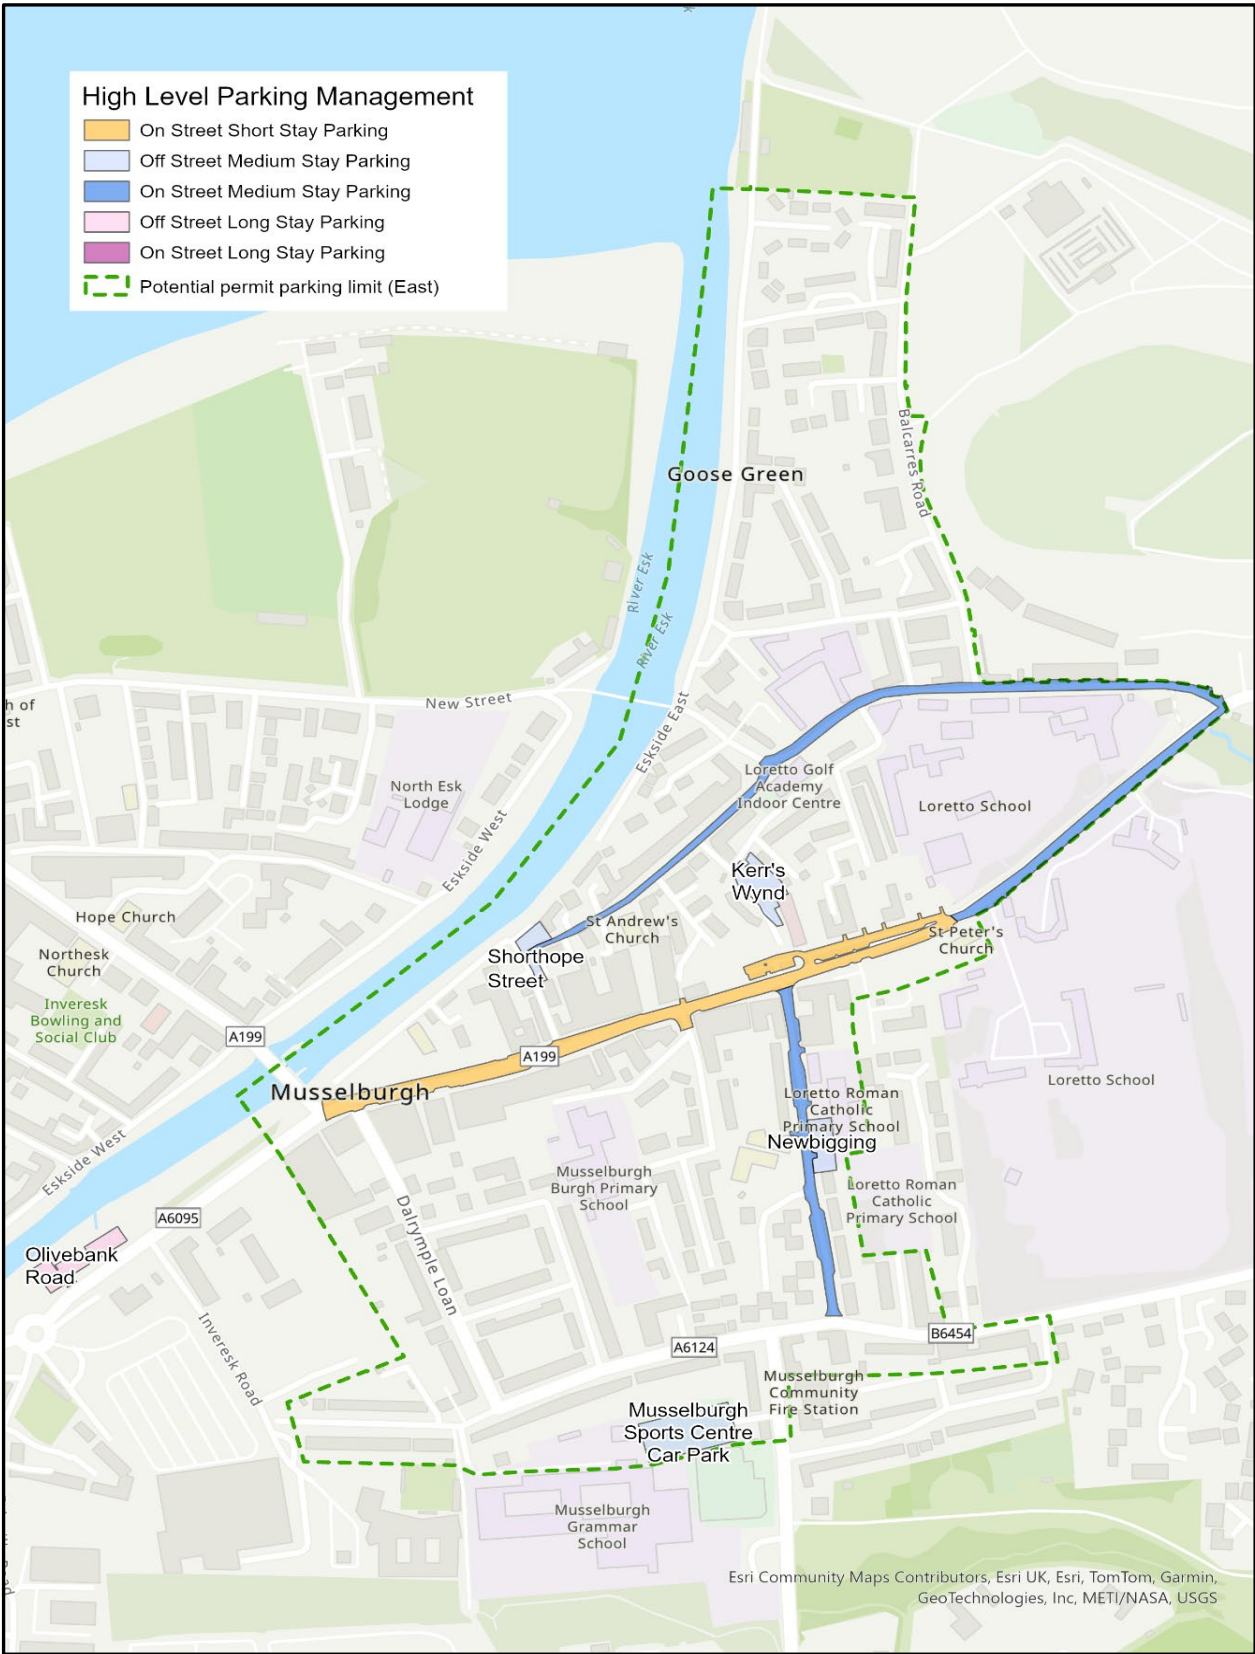 High Level Parking Management
On Street Short Stay Parking
Off Street Medium Stay Parking
On Street Medium Stay Parking
Off Street Long Stay Parking
On Street Long Stay Parking
Potential permit parking limit (East)
Balcarres Road
Goose Green
River Esk
River Esk
New Street
h of
st
Eskside East
North Esk
Lodge
Loretto Golf
Academy
Indoor Centre
Loretto School
Eskside West
Kerr's
Wynd
Hope Church
St Andrew's
Church
St Peter's
Church
Northesk
Church
Shorthope
Street
Inveresk
Bowling and
Social Club
A199
A199
Musselburgh
Loretto School
Loretto Roman
Catholic
Primary School
Newbigging
Eskside West
Musselburgh
Burgh Primary
School
Loretto Roman
Catholic
Primary School
A6095
Dalrymple Loan
Olivebank
Road
Inveresk Road
A6124
B6454
Musselburgh
Community
Fire Station
Musselburgh
Sports Centre
Car Park
Musselburgh
Grammar
School
Esri Community Maps Contributors, Esri UK, Esri, TomTom, Garmin,
GeoTechnologies, Inc, METI/NASA, USGS